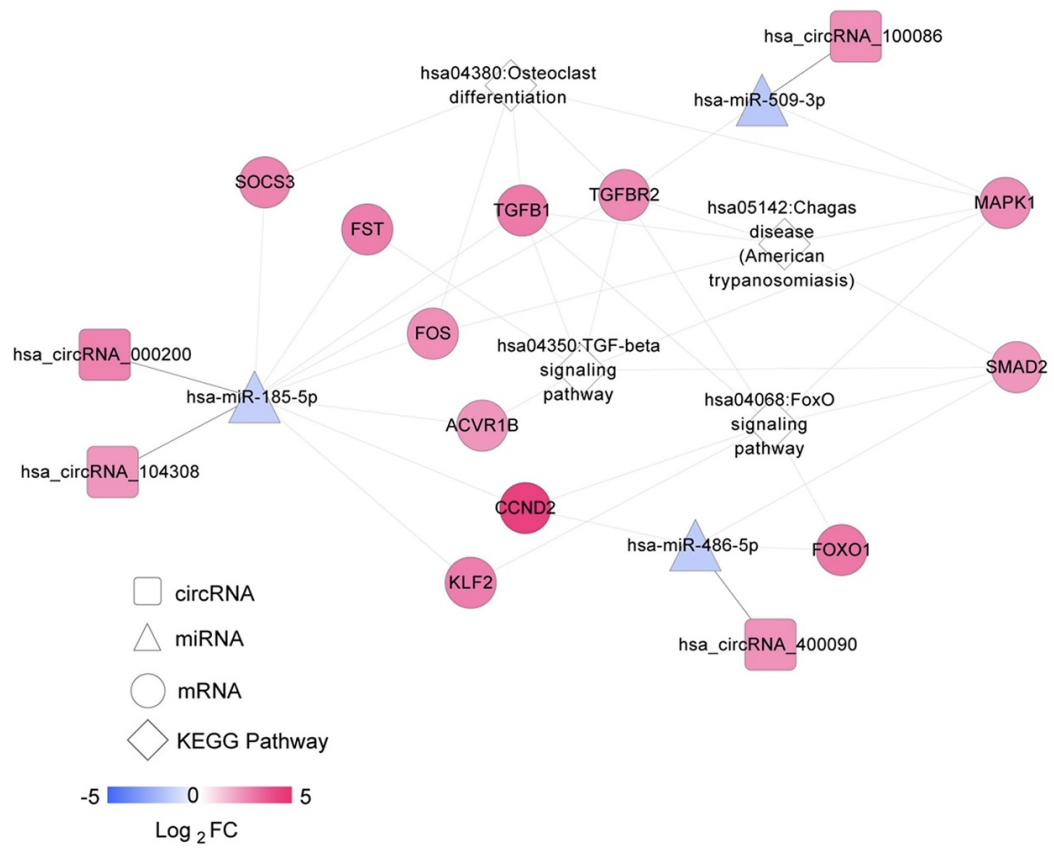 hsa_circRNA_100086
hsa04380:Osteoclast
differentiation
hsa-miR-509-3p
SOCS3
TGFBR2
TGFB1
MAPK1
FST
hsa05142:Chagas
disease
(American
trypanosomiasis)
FOS
hsa_circRNA_000200
hsa04350:TGF-beta
signaling
pathway
SMAD2
hsa-miR-185-5p
hsa04068:FoxO
signaling
pathway
ACVR1B
hsa_circRNA_104308
CCND2
hsa-miR-486-5p
FOXO1
KLF2
hsa_circRNA_400090
circRNA
miRNA
mRNA
KEGG Pathway
-5 0 5
Log 2 FC